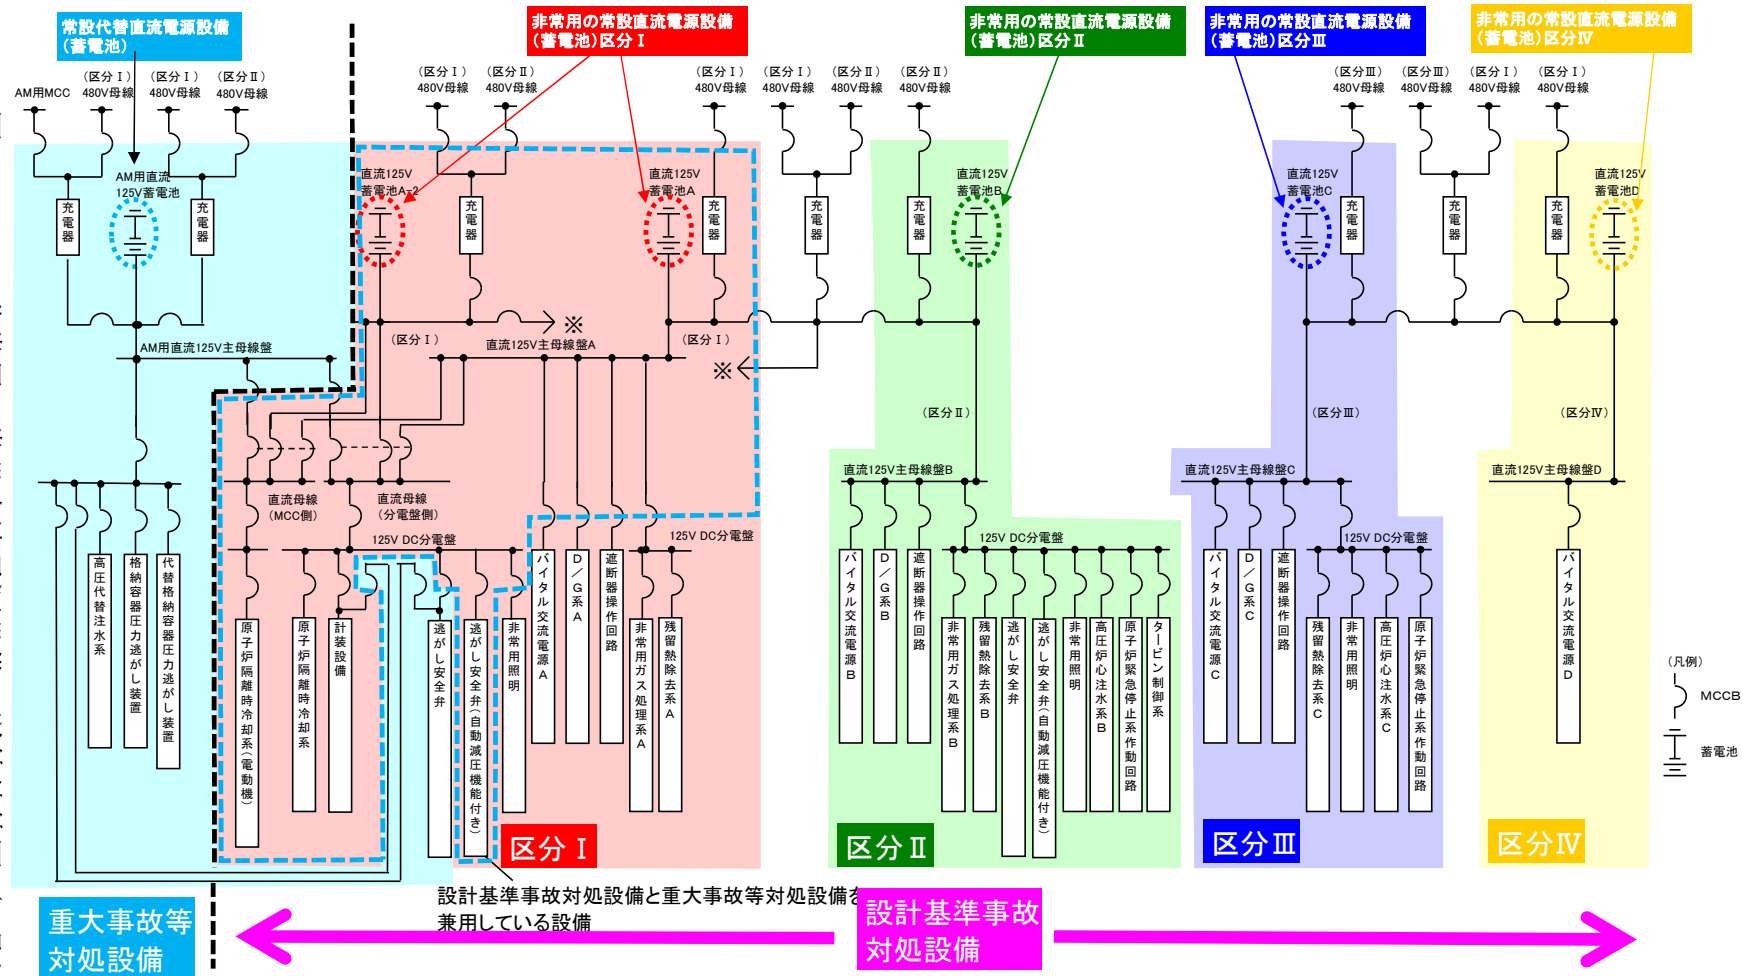 常設代替直流電源設備
(蓄電池)
非常用の常設直流電源設備
(蓄電池)区分Ⅰ
非常用の常設直流電源設備
(蓄電池)区分Ⅱ
非常用の常設直流電源設備
(蓄電池)区分Ⅲ
非常用の常設直流電源設備
(蓄電池)区分Ⅳ
AM用MCC
(区分Ⅰ)
480V母線
(区分Ⅰ)
480V母線
(区分Ⅱ)
480V母線
(区分Ⅰ)
480V母線
(区分Ⅱ)
480V母線
(区分Ⅰ)
480V母線
(区分Ⅰ)
480V母線
(区分Ⅱ)
480V母線
(区分Ⅱ)
480V母線
(区分Ⅲ)
480V母線
(区分Ⅲ)
480V母線
(区分Ⅰ)
480V母線
(区分Ⅰ)
480V母線
AM用直流
125V蓄電池
直流125V
蓄電池A-2
直流125V
蓄電池A
直流125V
蓄電池B
直流125V
蓄電池C
直流125V
蓄電池D
充電器
充電器
充電器
充電器
充電器
充電器
充電器
充電器
充電器
※
※
(区分Ⅰ)
(区分Ⅰ)
(区分Ⅱ)
(区分Ⅲ)
(区分Ⅳ)
AM用直流125V主母線盤
直流125V主母線盤A
直流125V主母線盤B
直流125V主母線盤C
直流125V主母線盤D
直流母線
(MCC側)
直流母線
(分電盤側)
125V DC分電盤
125V DC分電盤
125V DC分電盤
125V DC分電盤
高圧代替注水系
格納容器圧力逃がし装置
代替格納容器圧力逃がし装置
原子炉隔離時冷却系(電動機)
原子炉隔離時冷却系
計装設備
逃がし安全弁
逃がし安全弁(自動減圧機能付き)
非常用照明
バイタル交流電源A
D/G系A
遮断器操作回路
非常用ガス処理系A
残留熱除去系A
バイタル交流電源B
D/G系B
遮断器操作回路
非常用ガス処理系B
残留熱除去系B
逃がし安全弁
逃がし安全弁(自動減圧機能付き)
非常用照明
高圧炉心注水系B
原子炉緊急停止系作動回路
タービン制御系
バイタル交流電源C
D/G系C
遮断器操作回路
残留熱除去系C
非常用照明
高圧炉心注水系C
原子炉緊急停止系作動回路
バイタル交流電源D
(凡例)
MCCB
蓄電池
区分Ⅰ
区分Ⅱ
区分Ⅲ
区分Ⅳ
設計基準事故対処設備と重大事故等対処設備を
兼用している設備
重大事故等
対処設備
設計基準事故
対処設備